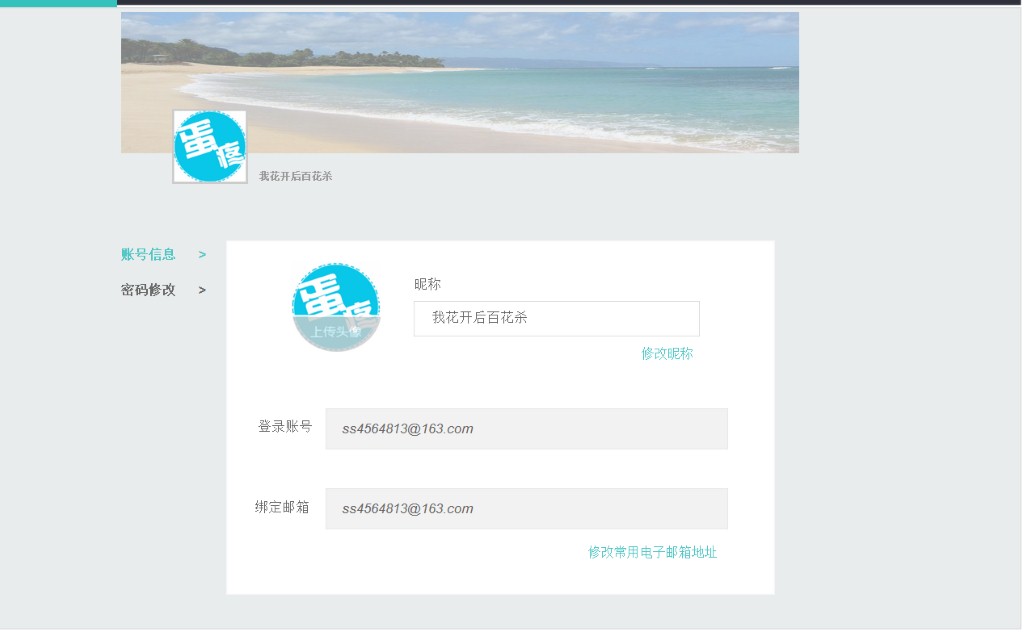 蛋疼
我花开后百花杀
账号信息 >
密码修改 >
蛋疼
上传头像
昵称
我花开后百花杀
修改昵称
登录账号 ss4564813@163.com
绑定邮箱 ss4564813@163.com
修改常用电子邮箱地址